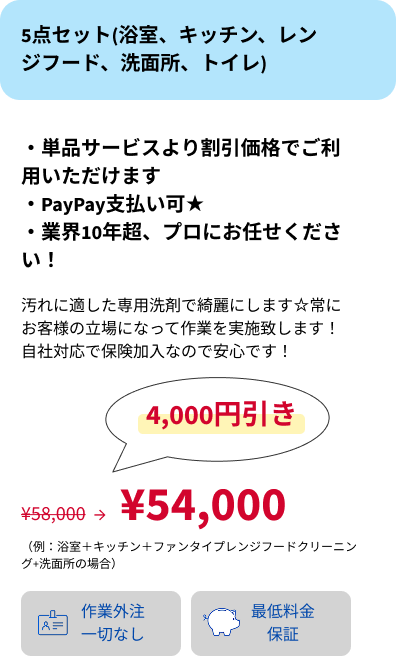 5点セット(浴室、キッチン、レン
ジフード、洗面所、トイレ)
・単品サービスより割引価格でご利
用いただけます
・PayPay支払い可★
・業界10年超、プロにお任せくださ
い！
汚れに適した専用洗剤で綺麗にします☆常に
お客様の立場になって作業を実施致します！
自社対応で保険加入なので安心です！
4,000円引き
¥58,000 → ¥54,000
（例：浴室＋キッチン＋ファンタイプレンジフードクリーニン
グ+洗面所の場合）
作業外注
一切なし
最低料金
保証